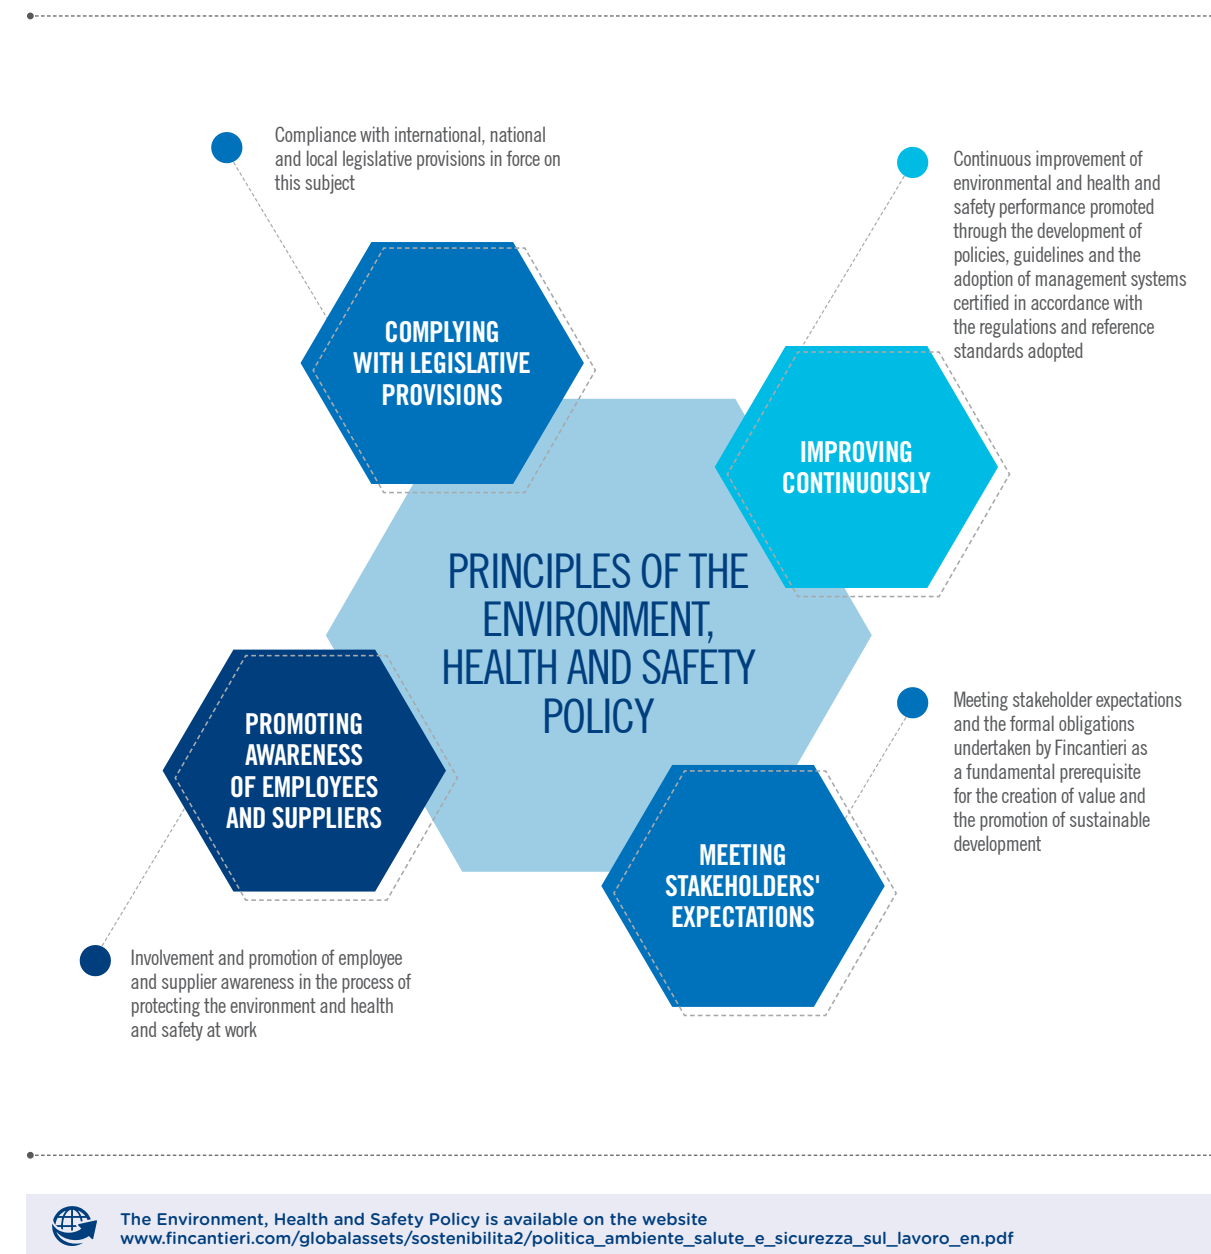 Compliance with international, national
and local legislative provisions in force on
this subject
COMPLYING
WITH LEGISLATIVE
PROVISIONS
Continuous improvement of
environmental and health and
safety performance promoted
through the development of
policies, guidelines and the
adoption of management systems
certified in accordance with
the regulations and reference
standards adopted
IMPROVING
CONTINUOUSLY
PRINCIPLES OF THE
ENVIRONMENT,
HEALTH AND SAFETY
POLICY
PROMOTING
AWARENESS
OF EMPLOYEES
AND SUPPLIERS
Involvement and promotion of employee
and supplier awareness in the process of
protecting the environment and health
and safety at work
Meeting stakeholder expectations
and the formal obligations
undertaken by Fincantieri as
a fundamental prerequisite
for the creation of value and
the promotion of sustainable
development
MEETING
STAKEHOLDERS'
EXPECTATIONS
The Environment, Health and Safety Policy is available on the website
www.fincantieri.com/globalassets/sostenibilita2/politica_ambiente_salute_e_sicurezza_sul_lavoro_en.pdf